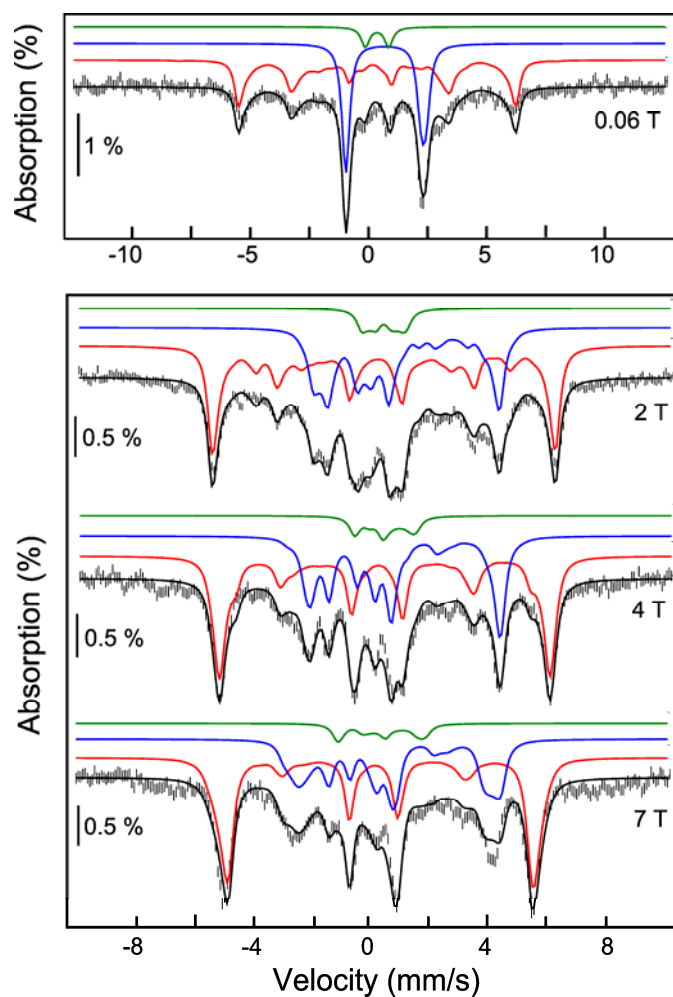 Absorption (%)
1 %
0.06 T
-10 -5 0 5 10
Absorption (%)
0.5 %
2 T
0.5 %
4 T
0.5 %
7 T
-8 -4 0 4 8
Velocity (mm/s)